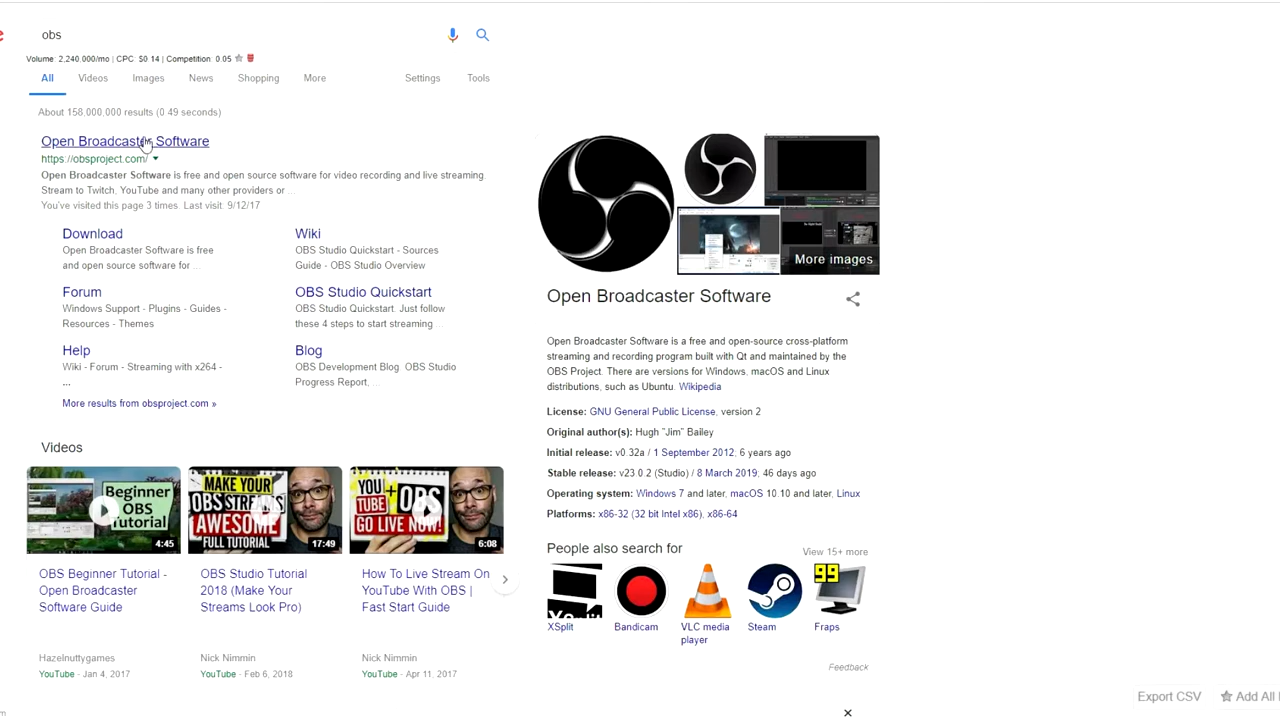 obs
Volume: 2,240,000/mo | CPC: $0.14 | Competition: 0.05
All Videos Images News Shopping More Settings Tools
About 158,000,000 results (0.49 seconds)
Open Broadcaster Software
https://obsproject.com/
Open Broadcaster Software is free and open source software for video recording and live streaming.
Stream to Twitch, YouTube and many other providers or ...
You've visited this page 3 times. Last visit: 9/12/17
Download
Open Broadcaster Software is free
and open source software for ...
Wiki
OBS Studio Quickstart - Sources
Guide - OBS Studio Overview
Forum
Windows Support - Plugins - Guides -
Resources - Themes
OBS Studio Quickstart
OBS Studio Quickstart. Just follow
these 4 steps to start streaming ...
Help
Wiki - Forum - Streaming with x264 -
...
Blog
OBS Development Blog. OBS Studio
Progress Report, ...
More results from obsproject.com »
Videos
Beginner
OBS
Tutorial
4:45
OBS Beginner Tutorial -
Open Broadcaster
Software Guide
Hazelnuttygames
YouTube - Jan 4, 2017
MAKE YOUR
OBS STREAMS
AWESOME
FULL TUTORIAL
17:49
OBS Studio Tutorial
2018 (Make Your
Streams Look Pro)
Nick Nimmin
YouTube - Feb 6, 2018
YOU
TUBE + OBS
GO LIVE NOW!
6:08
How To Live Stream On
YouTube With OBS |
Fast Start Guide
Nick Nimmin
YouTube - Apr 11, 2017
More images
Open Broadcaster Software
Open Broadcaster Software is a free and open-source cross-platform
streaming and recording program built with Qt and maintained by the
OBS Project. There are versions for Windows, macOS and Linux
distributions, such as Ubuntu. Wikipedia
License: GNU General Public License, version 2
Original author(s): Hugh "Jim" Bailey
Initial release: v0.32a / 1 September 2012; 6 years ago
Stable release: v23.0.2 (Studio) / 8 March 2019; 46 days ago
Operating system: Windows 7 and later, macOS 10.10 and later, Linux
Platforms: x86-32 (32 bit Intel x86), x86-64
People also search for
View 15+ more
99
XSplit
Bandicam
VLC media
player
Steam
Fraps
Feedback
Export CSV
Add All